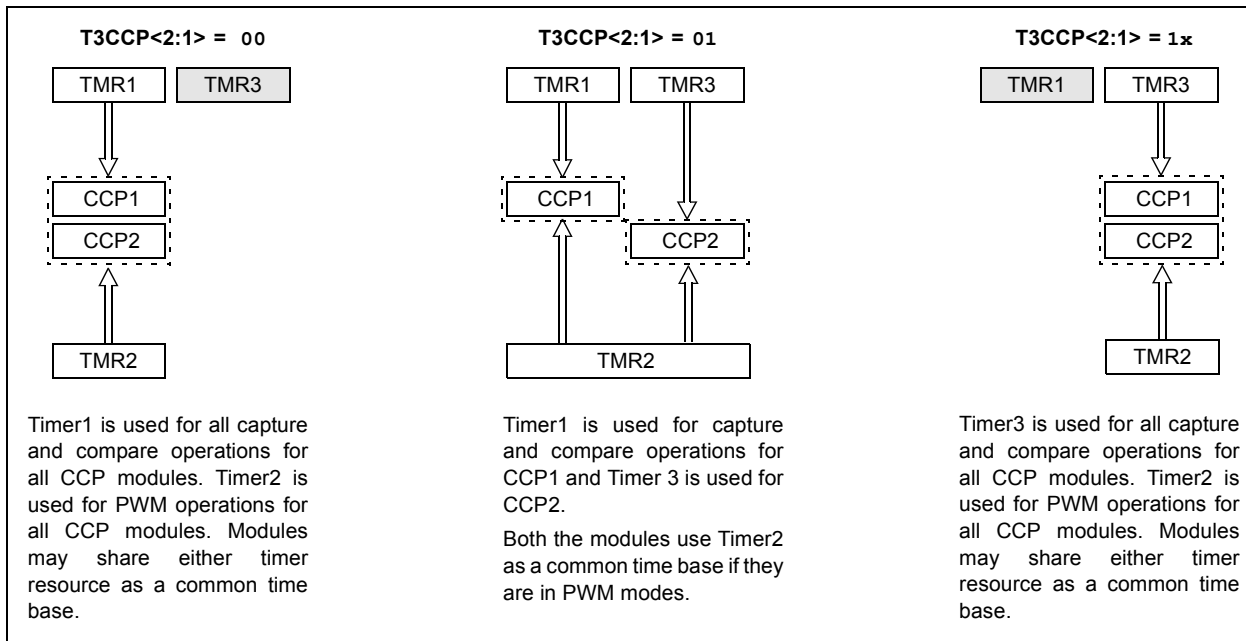 T3CCP<2:1> = 00
TMR1 TMR3
CCP1
CCP2
TMR2
Timer1 is used for all capture
and compare operations for
all CCP modules. Timer2 is
used for PWM operations for
all CCP modules. Modules
may share either timer
resource as a common time
base.
T3CCP<2:1> = 01
TMR1 TMR3
CCP1
CCP2
TMR2
Timer1 is used for capture
and compare operations for
CCP1 and Timer 3 is used for
CCP2.
Both the modules use Timer2
as a common time base if they
are in PWM modes.
T3CCP<2:1> = 1x
TMR1 TMR3
CCP1
CCP2
TMR2
Timer3 is used for all capture
and compare operations for
all CCP modules. Timer2 is
used for PWM operations for
all CCP modules. Modules
may share either timer
resource as a common time
base.